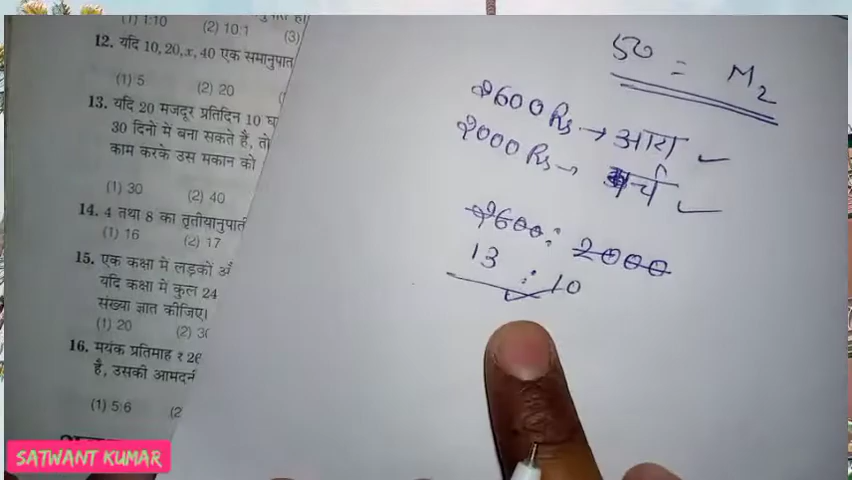 (1) 1:10 (2) 10:1 (3)
12. यदि 10, 20, x, 40 एक समानुपात
(1) 5 (2) 20
13. यदि 20 मजदूर प्रतिदिन 10
30 दिनों में बना सकते है, तो
काम करके उस मकान को
(1) 30 (2) 40
14. 4 तथा 8 का तृतीयानुपाती
(1) 16 (2) 17
15. एक कक्षा में लड़कों
यदि कक्षा में कुल 24
संख्या ज्ञात कीजिए।
(1) 20 (2)
16. मयंक प्रतिमाह ₹ 26
है, उसकी आमदनी
(1) 5:6
50 = M2
2600 Rs → आय
2000 Rs → खर्च
2600 : 2000
13 : 10
SATWANT KUMAR